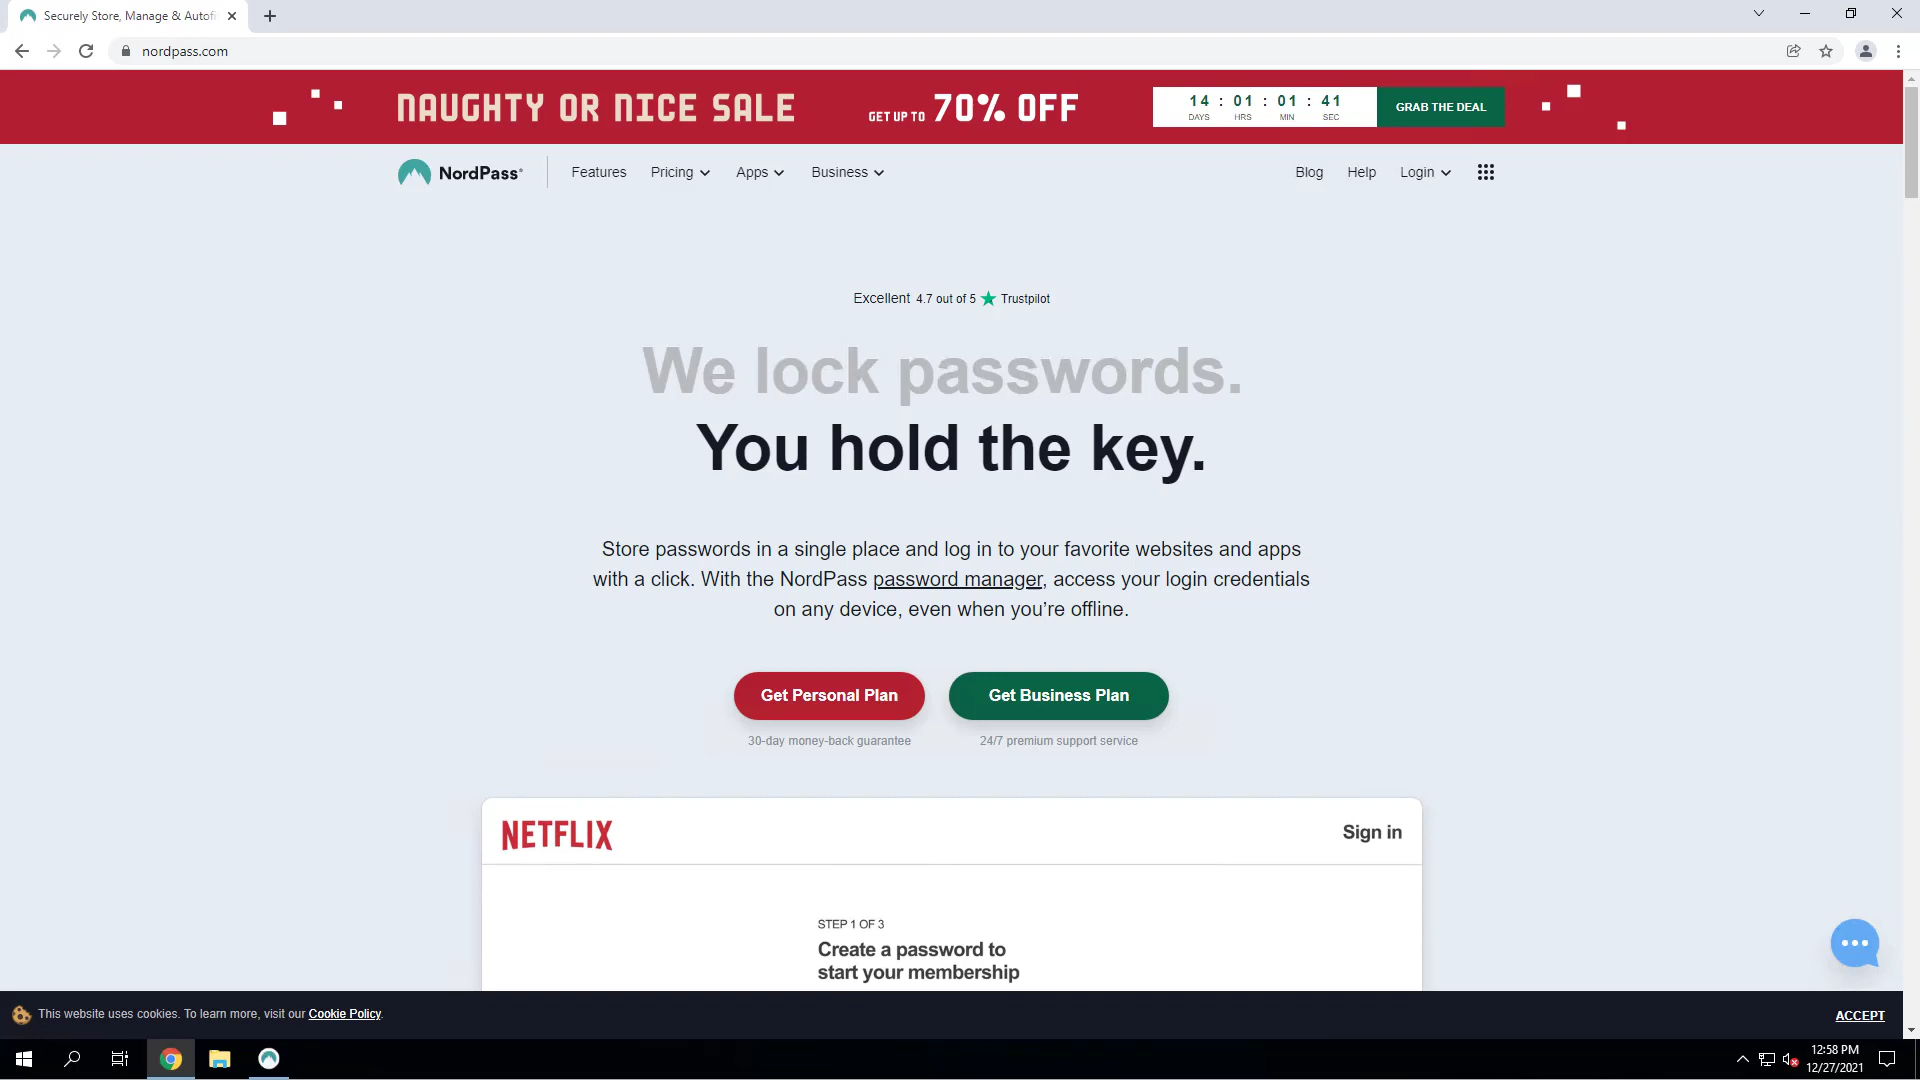 Securely Store, Manage & Autofi
nordpass.com
NAUGHTY OR NICE SALE
GET UP TO 70% OFF
14 : 01 : 01 : 41
DAYS HRS MIN SEC
GRAB THE DEAL
NordPass®
Features
Pricing
Apps
Business
Blog
Help
Login
Excellent 4.7 out of 5 Trustpilot
We lock passwords.
You hold the key.
Store passwords in a single place and log in to your favorite websites and apps
with a click. With the NordPass password manager, access your login credentials
on any device, even when you’re offline.
Get Personal Plan
Get Business Plan
30-day money-back guarantee
24/7 premium support service
NETFLIX
Sign in
STEP 1 OF 3
Create a password to
start your membership
This website uses cookies. To learn more, visit our Cookie Policy.
ACCEPT
12:58 PM
12/27/2021